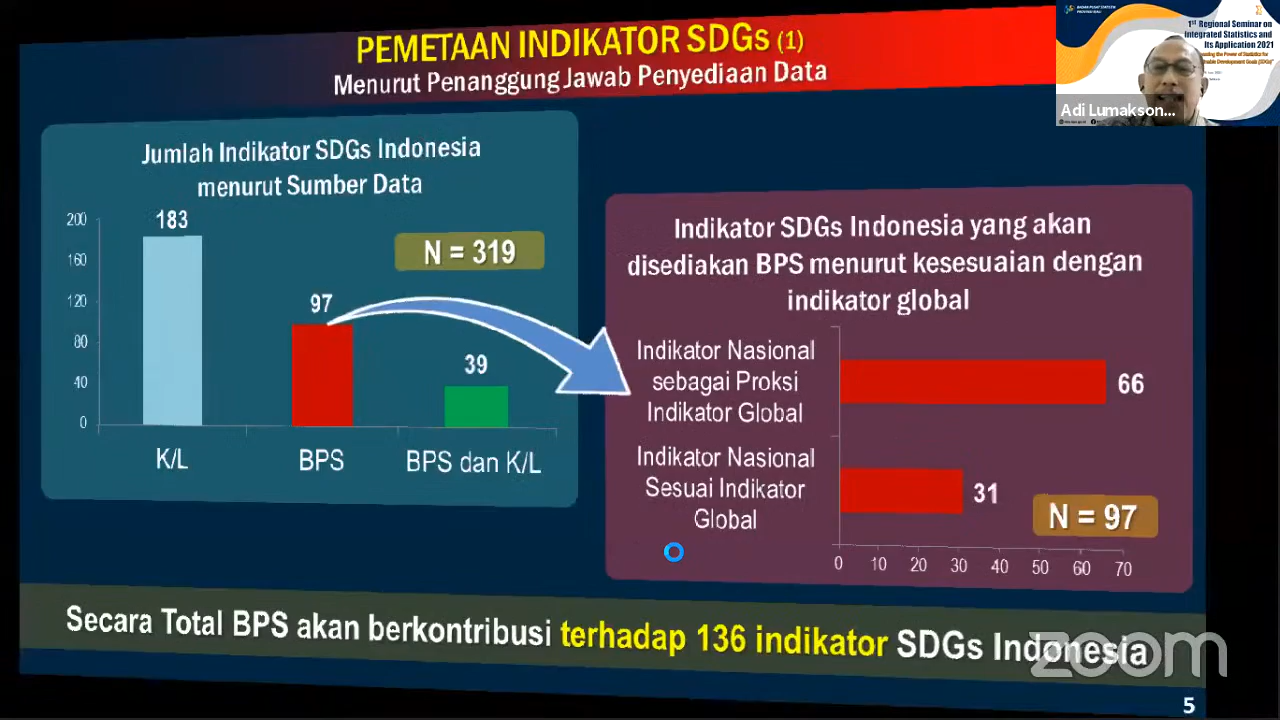 PEMETAAN INDIKATOR SDGs (1)
Menurut Penanggung Jawab Penyediaan Data
Jumlah Indikator SDGs Indonesia
menurut Sumber Data
200
160
120
80
40
0
183
97
39
N = 319
K/L
BPS
BPS dan K/L
Indikator SDGs Indonesia yang akan
disediakan BPS menurut kesesuaian dengan
indikator global
Indikator Nasional
sebagai Proksi
Indikator Global
66
Indikator Nasional
Sesuai Indikator
Global
31
N = 97
0 10 20 30 40 50 60 70
Secara Total BPS akan berkontribusi terhadap 136 indikator SDGs Indonesia
zoom
5
BADAN PUSAT STATISTIK
1st Regional Seminar on
Integrated Statistics and
Its Application 2021
Adi Lumakson...